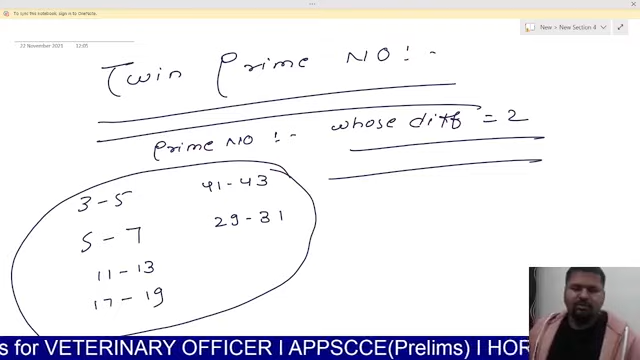 To sync this notebook, sign in to OneNote.
New > New Section 4
22 November 2021 12:05
Twin Prime NO:-
Prime NO :- whose diff = 2
3 - 5
41 - 43
5 - 7
29 - 31
11 - 13
17 - 19
s for VETERINARY OFFICER I APPSCCE(Prelims) I HOR